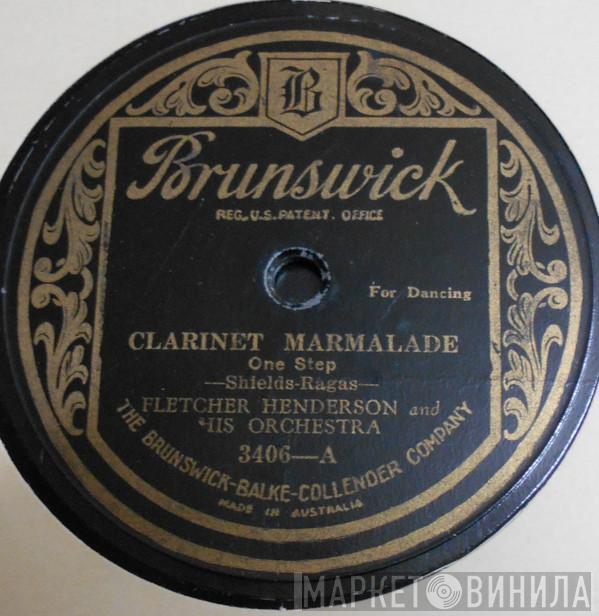 B
Brunswick
REG. U.S. PATENT. OFFICE
For Dancing
CLARINET MARMALADE
One Step
—Shields-Ragas—
FLETCHER HENDERSON and
HIS ORCHESTRA
3406—A
THE BRUNSWICK-BALKE-COLLENDER COMPANY
MADE IN AUSTRALIA
МАРКЕТ ВИНИЛА